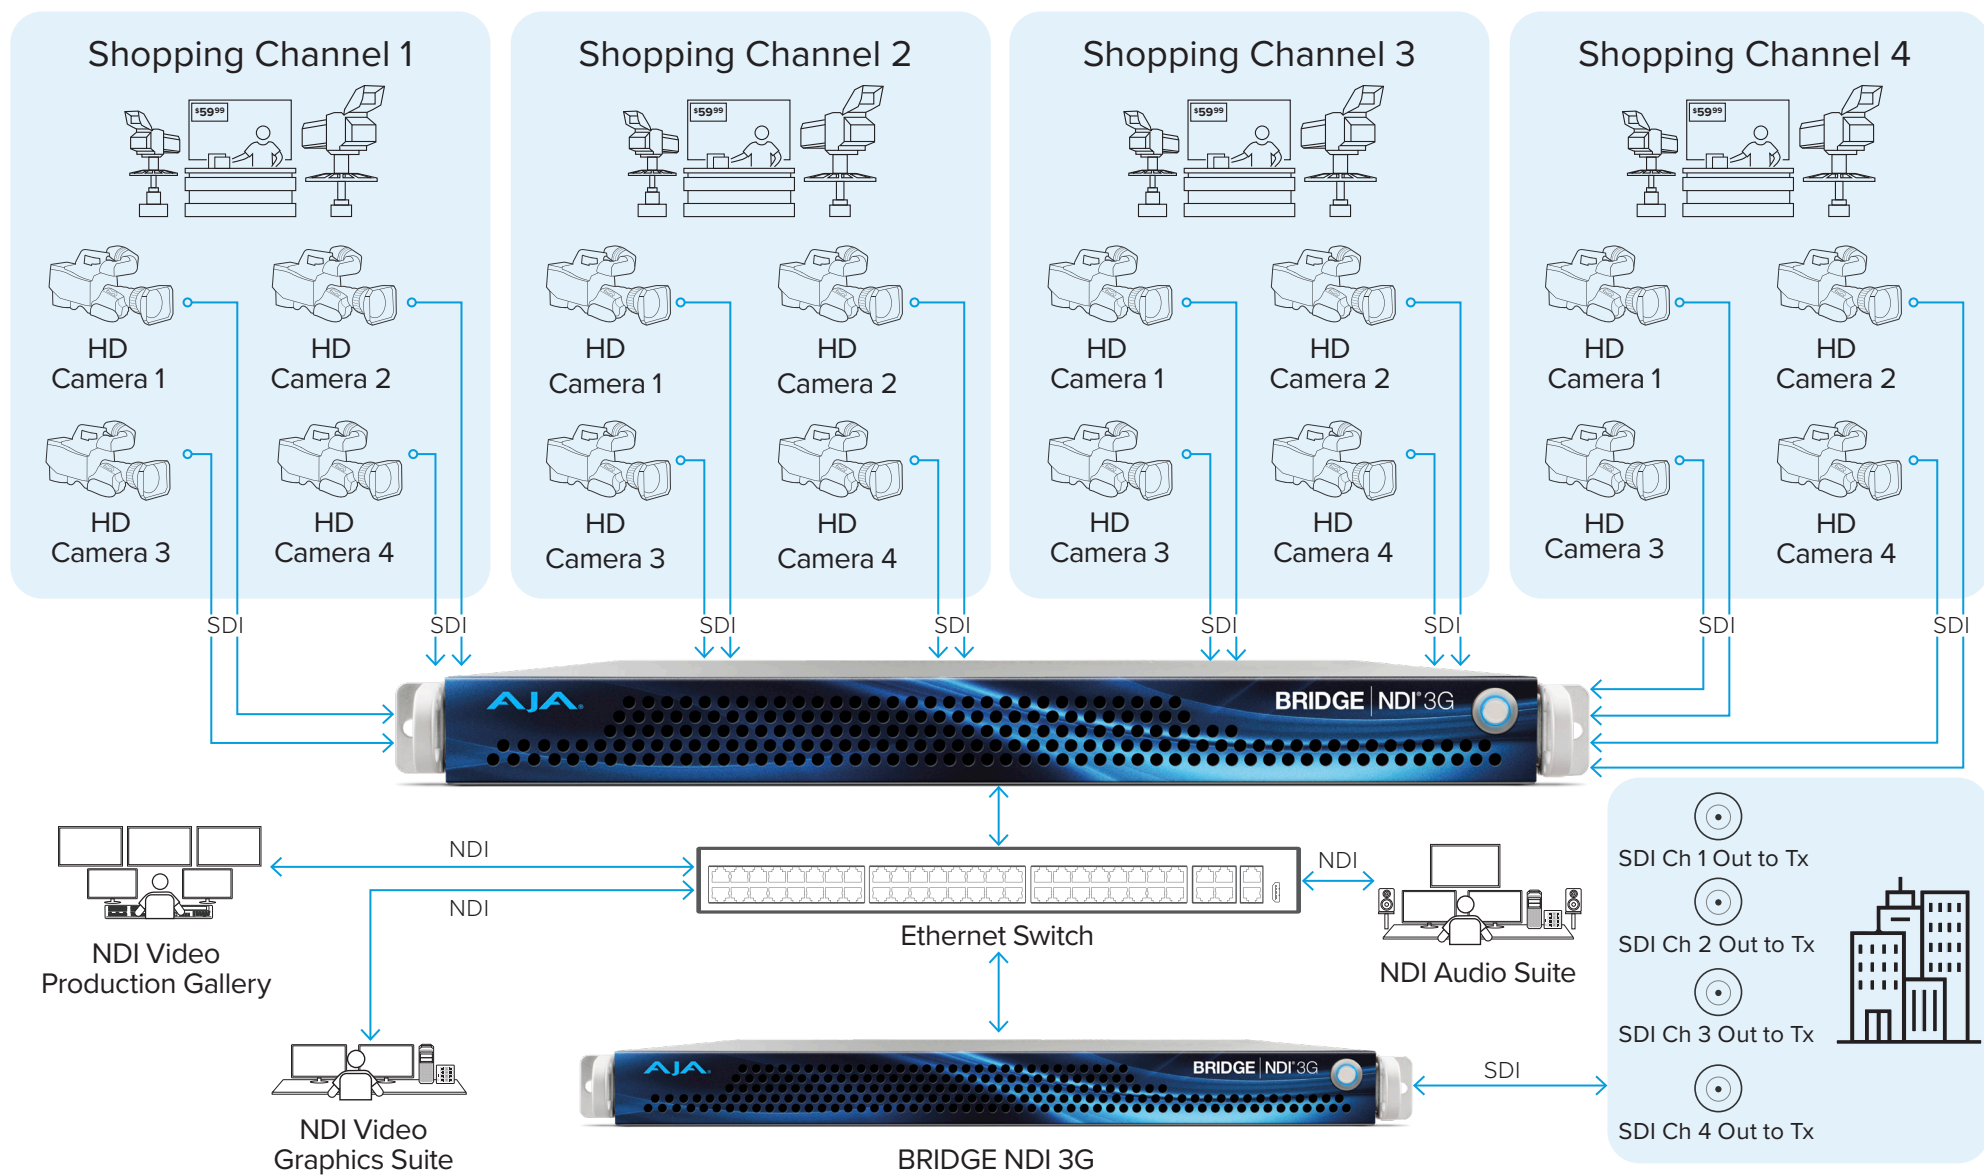 Shopping Channel 1
$59.99
HD
Camera 1
HD
Camera 2
HD
Camera 3
HD
Camera 4
Shopping Channel 2
$59.99
HD
Camera 1
HD
Camera 2
HD
Camera 3
HD
Camera 4
Shopping Channel 3
$59.99
HD
Camera 1
HD
Camera 2
HD
Camera 3
HD
Camera 4
Shopping Channel 4
$59.99
HD
Camera 1
HD
Camera 2
HD
Camera 3
HD
Camera 4
SDI
SDI
SDI
SDI
SDI
SDI
SDI
SDI
AJA.
BRIDGE | NDI® 3G
NDI
NDI
NDI
NDI Video
Production Gallery
Ethernet Switch
NDI Audio Suite
NDI Video
Graphics Suite
AJA.
BRIDGE | NDI® 3G
BRIDGE NDI 3G
SDI
SDI Ch 1 Out to Tx
SDI Ch 2 Out to Tx
SDI Ch 3 Out to Tx
SDI Ch 4 Out to Tx